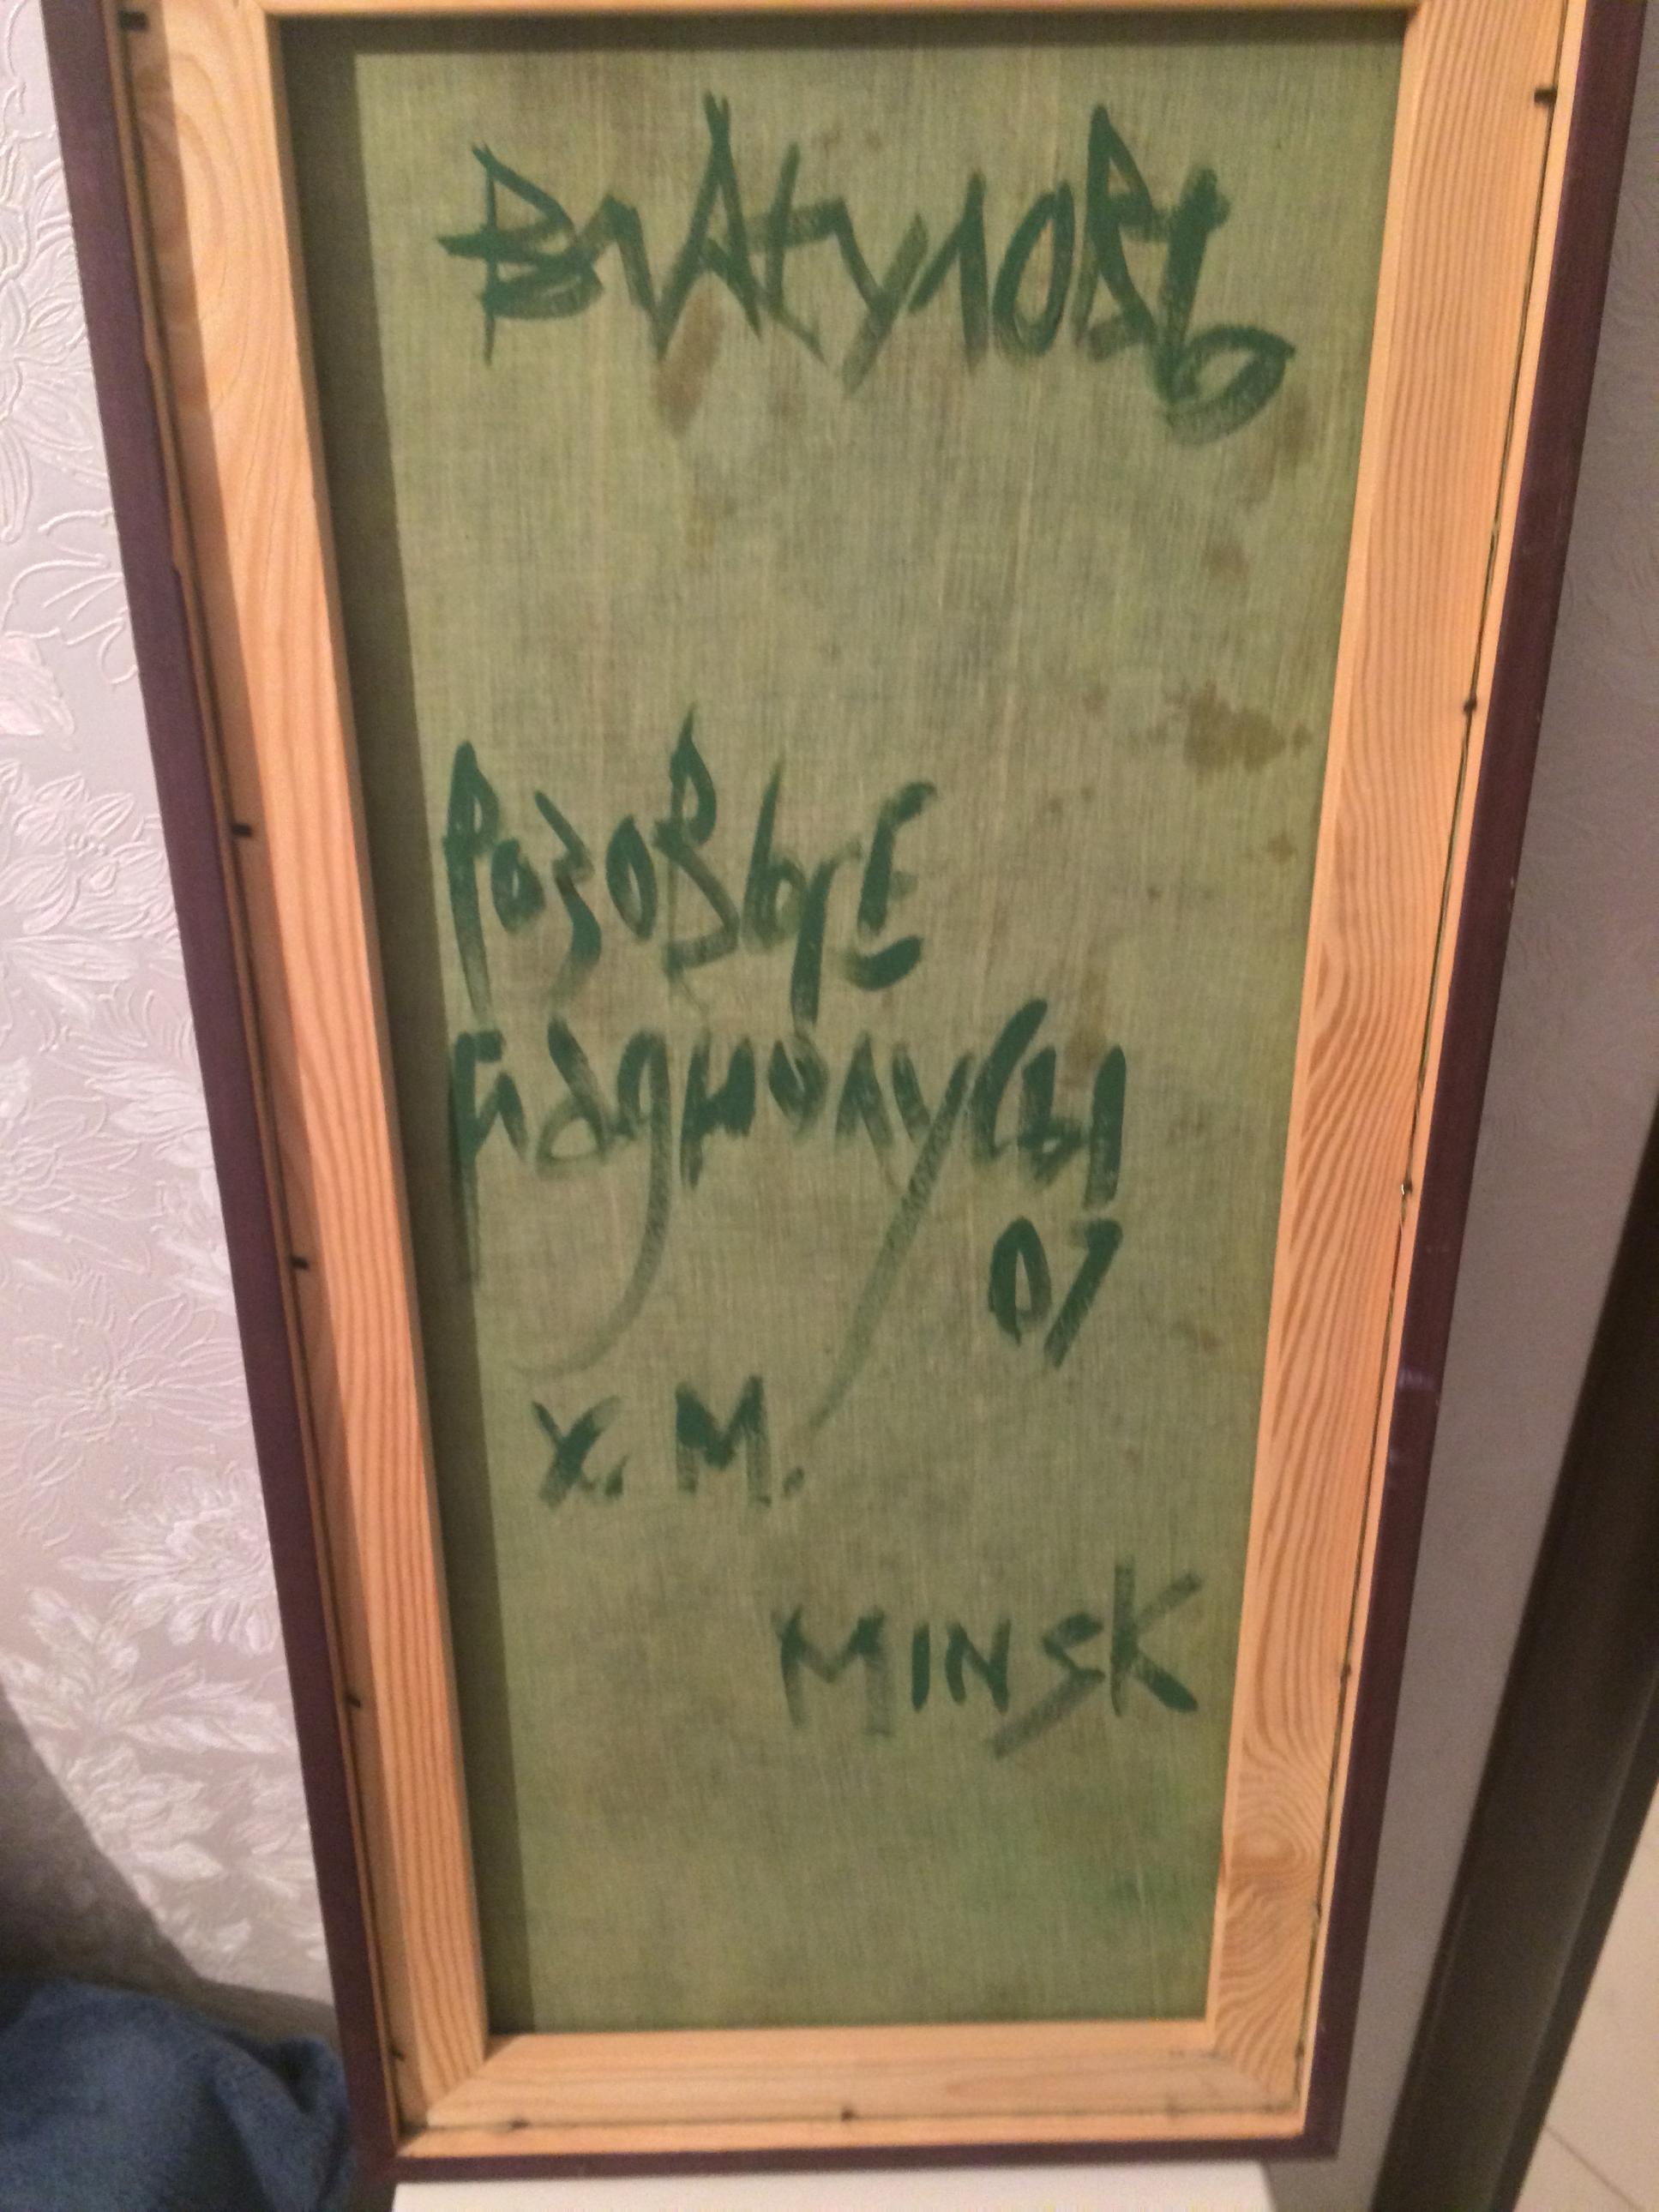 РозоВыЕ
гладиолусы
07
Х. М.
MINSK